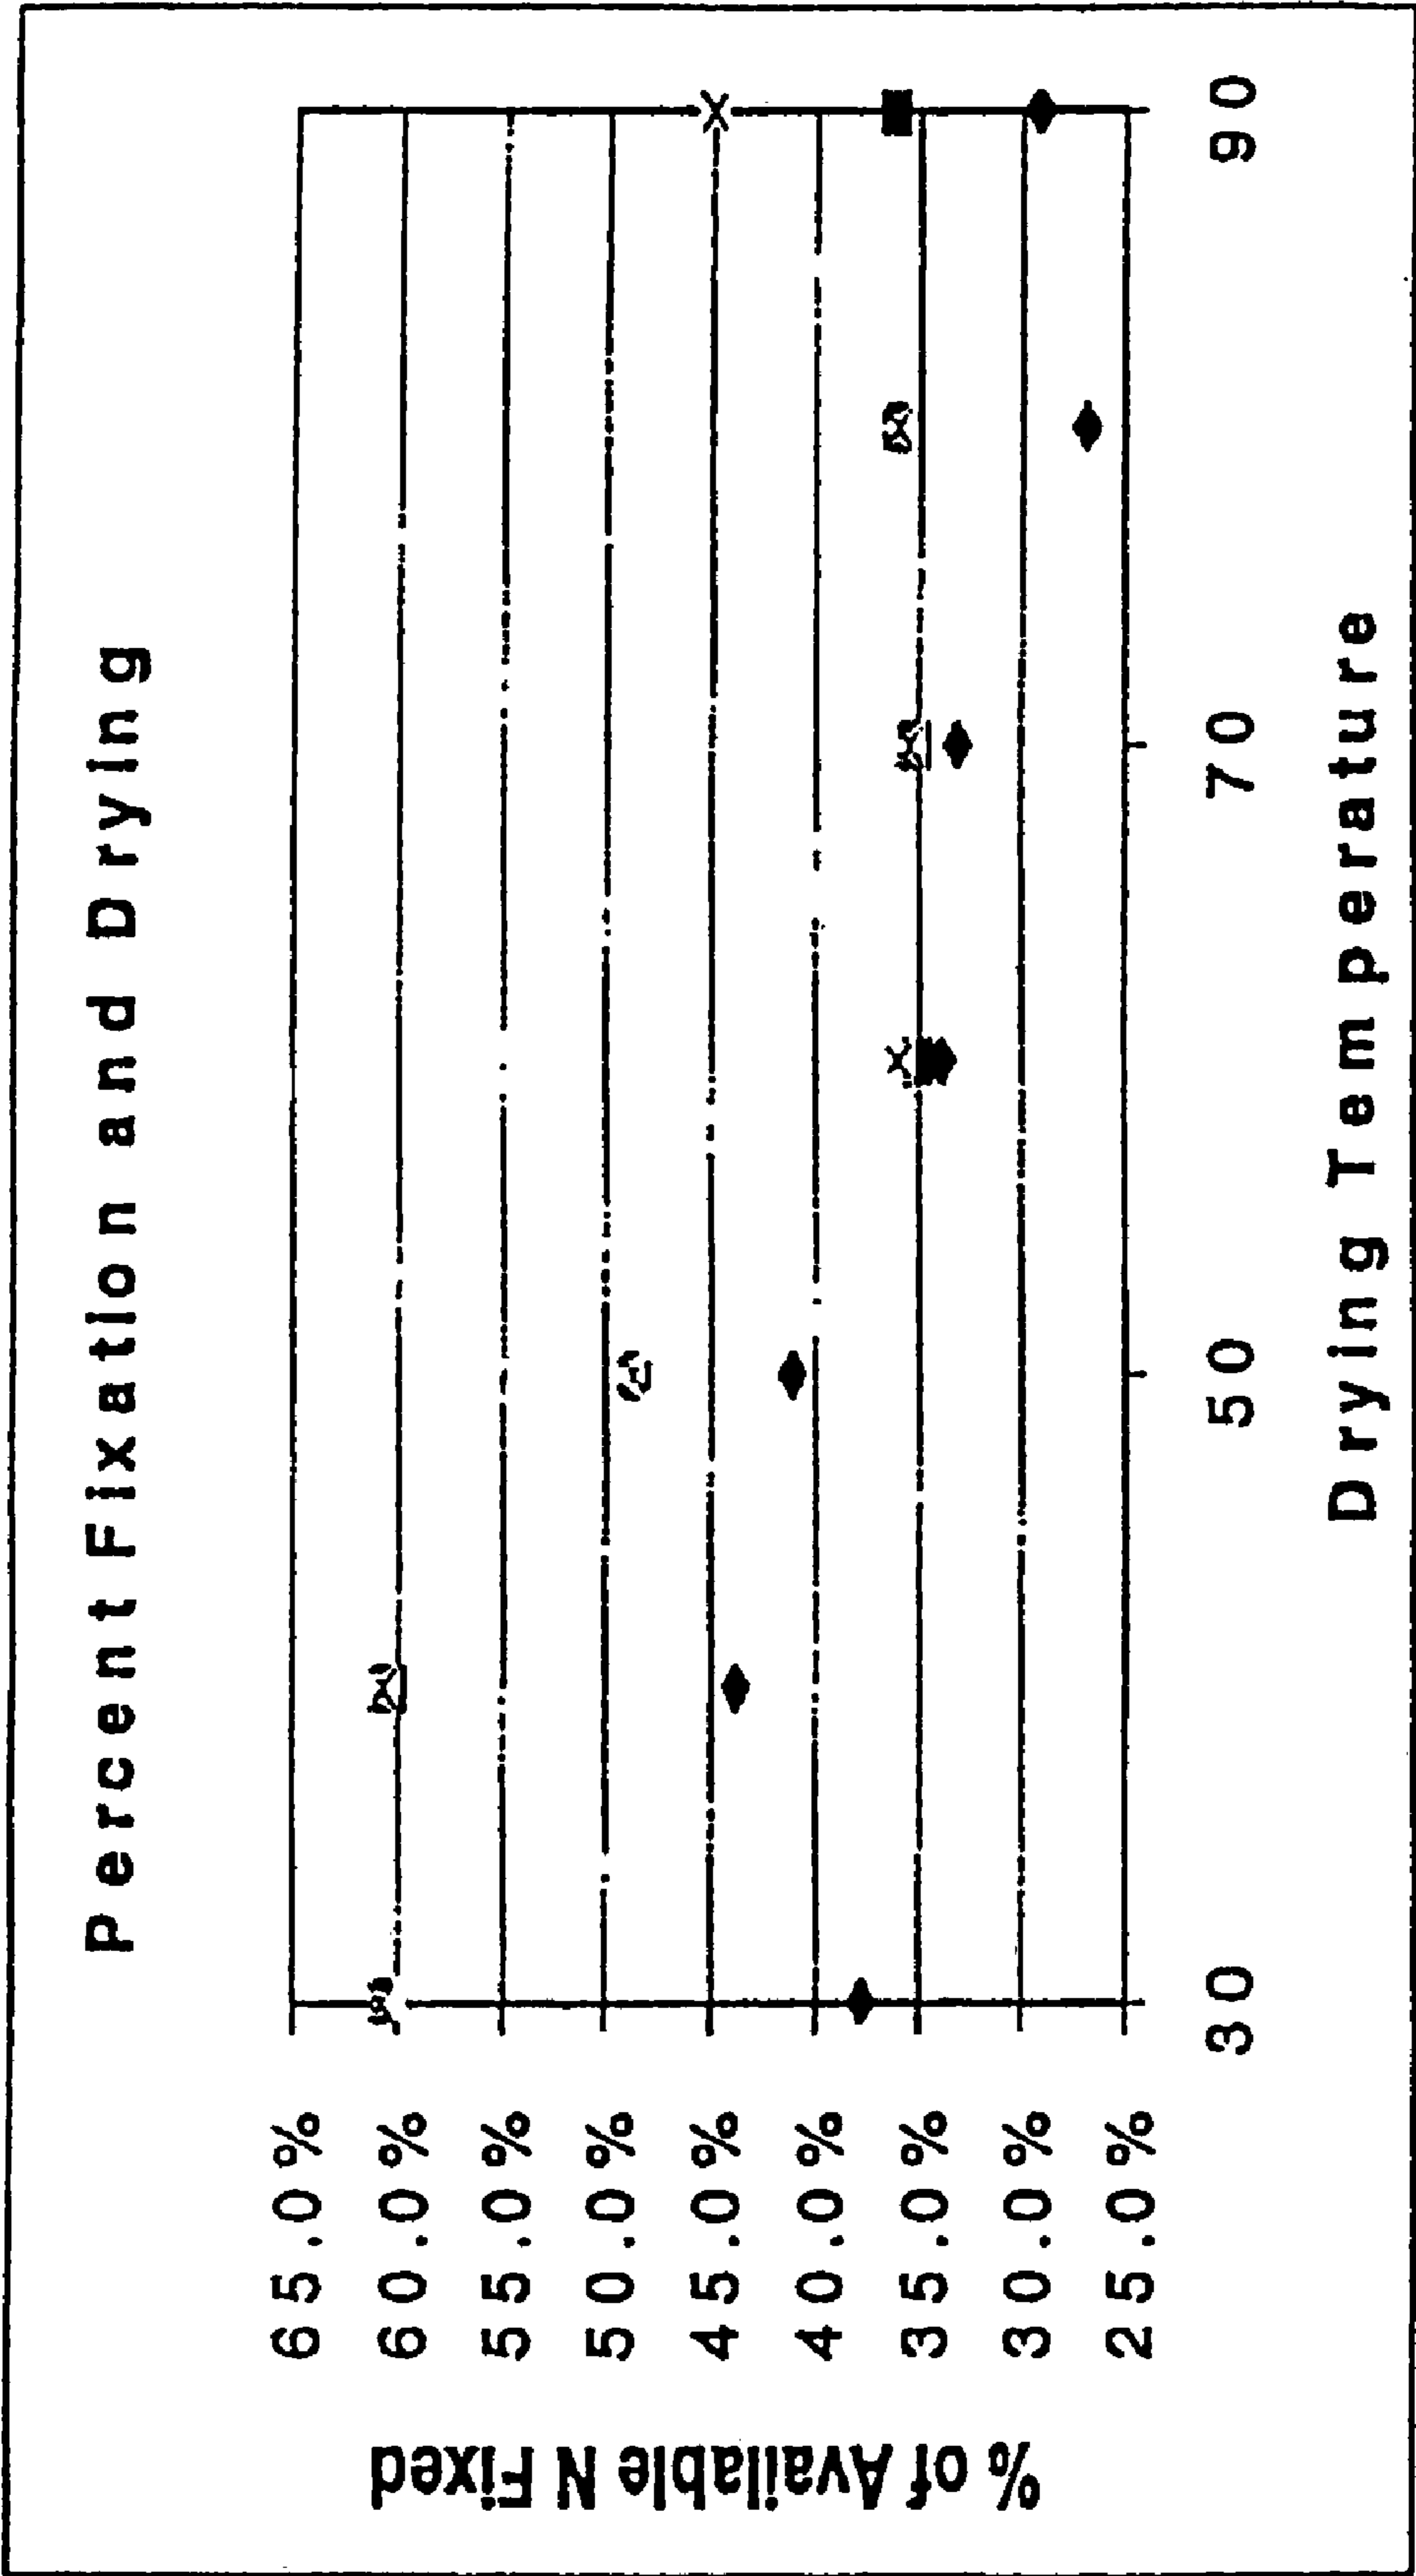 Percent Fixation and Drying
% of Available N Fixed
65.0%
60.0%
55.0%
50.0%
45.0%
40.0%
35.0%
30.0%
25.0%
30 50 70 90
Drying Temperature